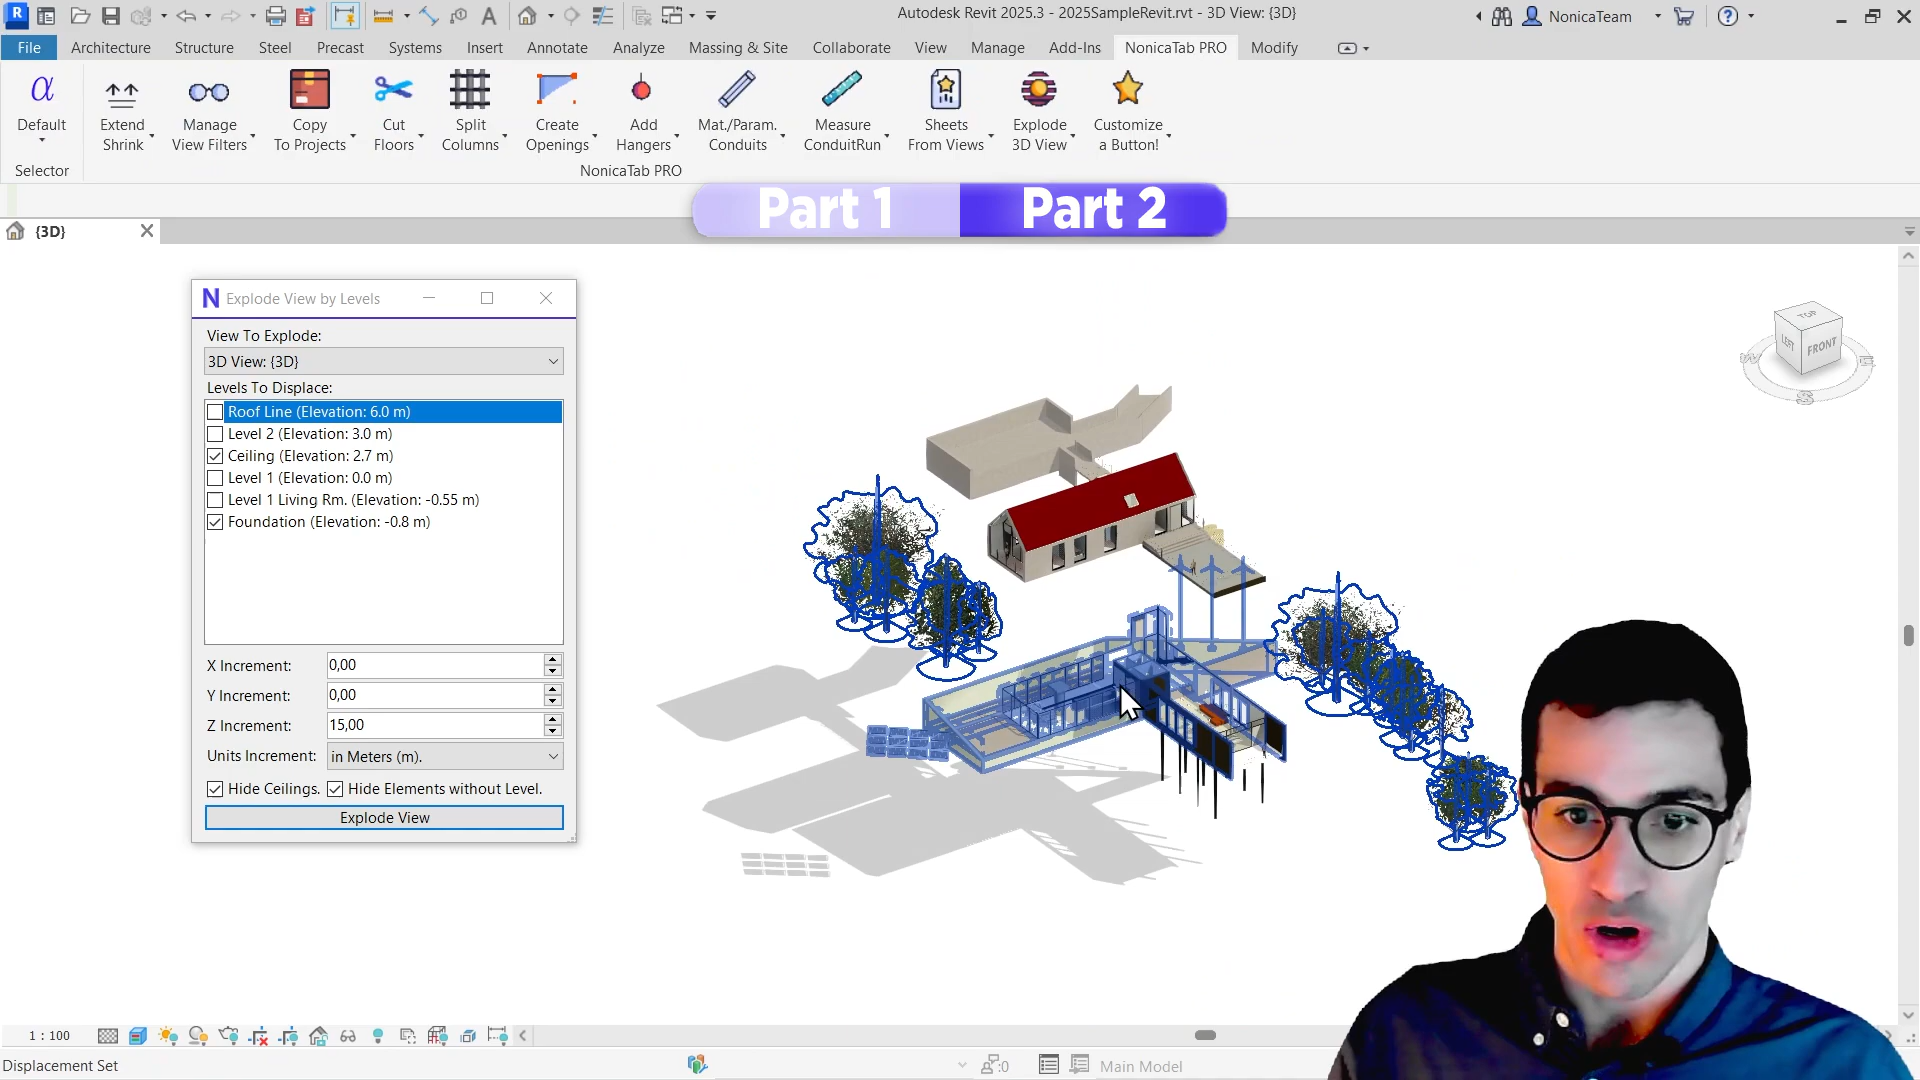 Autodesk Revit 2025.3 - 2025SampleRevit.rvt - 3D View: {3D}
NonicaTeam
File
Architecture
Structure
Steel
Precast
Systems
Insert
Annotate
Analyze
Massing & Site
Collaborate
View
Manage
Add-Ins
NonicaTab PRO
Modify
Default
Extend
Shrink
Manage
View Filters
Copy
To Projects
Cut
Floors
Split
Columns
Create
Openings
Add
Hangers
Mat./Param.
Conduits
Measure
ConduitRun
Sheets
From Views
Explode
3D View
Customize
a Button!
Selector
NonicaTab PRO
Part 1
Part 2
{3D}
N Explode View by Levels
View To Explode:
3D View: {3D}
Levels To Displace:
Roof Line (Elevation: 6.0 m)
Level 2 (Elevation: 3.0 m)
Ceiling (Elevation: 2.7 m)
Level 1 (Elevation: 0.0 m)
Level 1 Living Rm. (Elevation: -0.55 m)
Foundation (Elevation: -0.8 m)
X Increment: 0,00
Y Increment: 0,00
Z Increment: 15,00
Units Increment: in Meters (m).
Hide Ceilings. Hide Elements without Level.
Explode View
TOP
LEFT
FRONT
W
E
S
1 : 100
Displacement Set
:0
Main Model